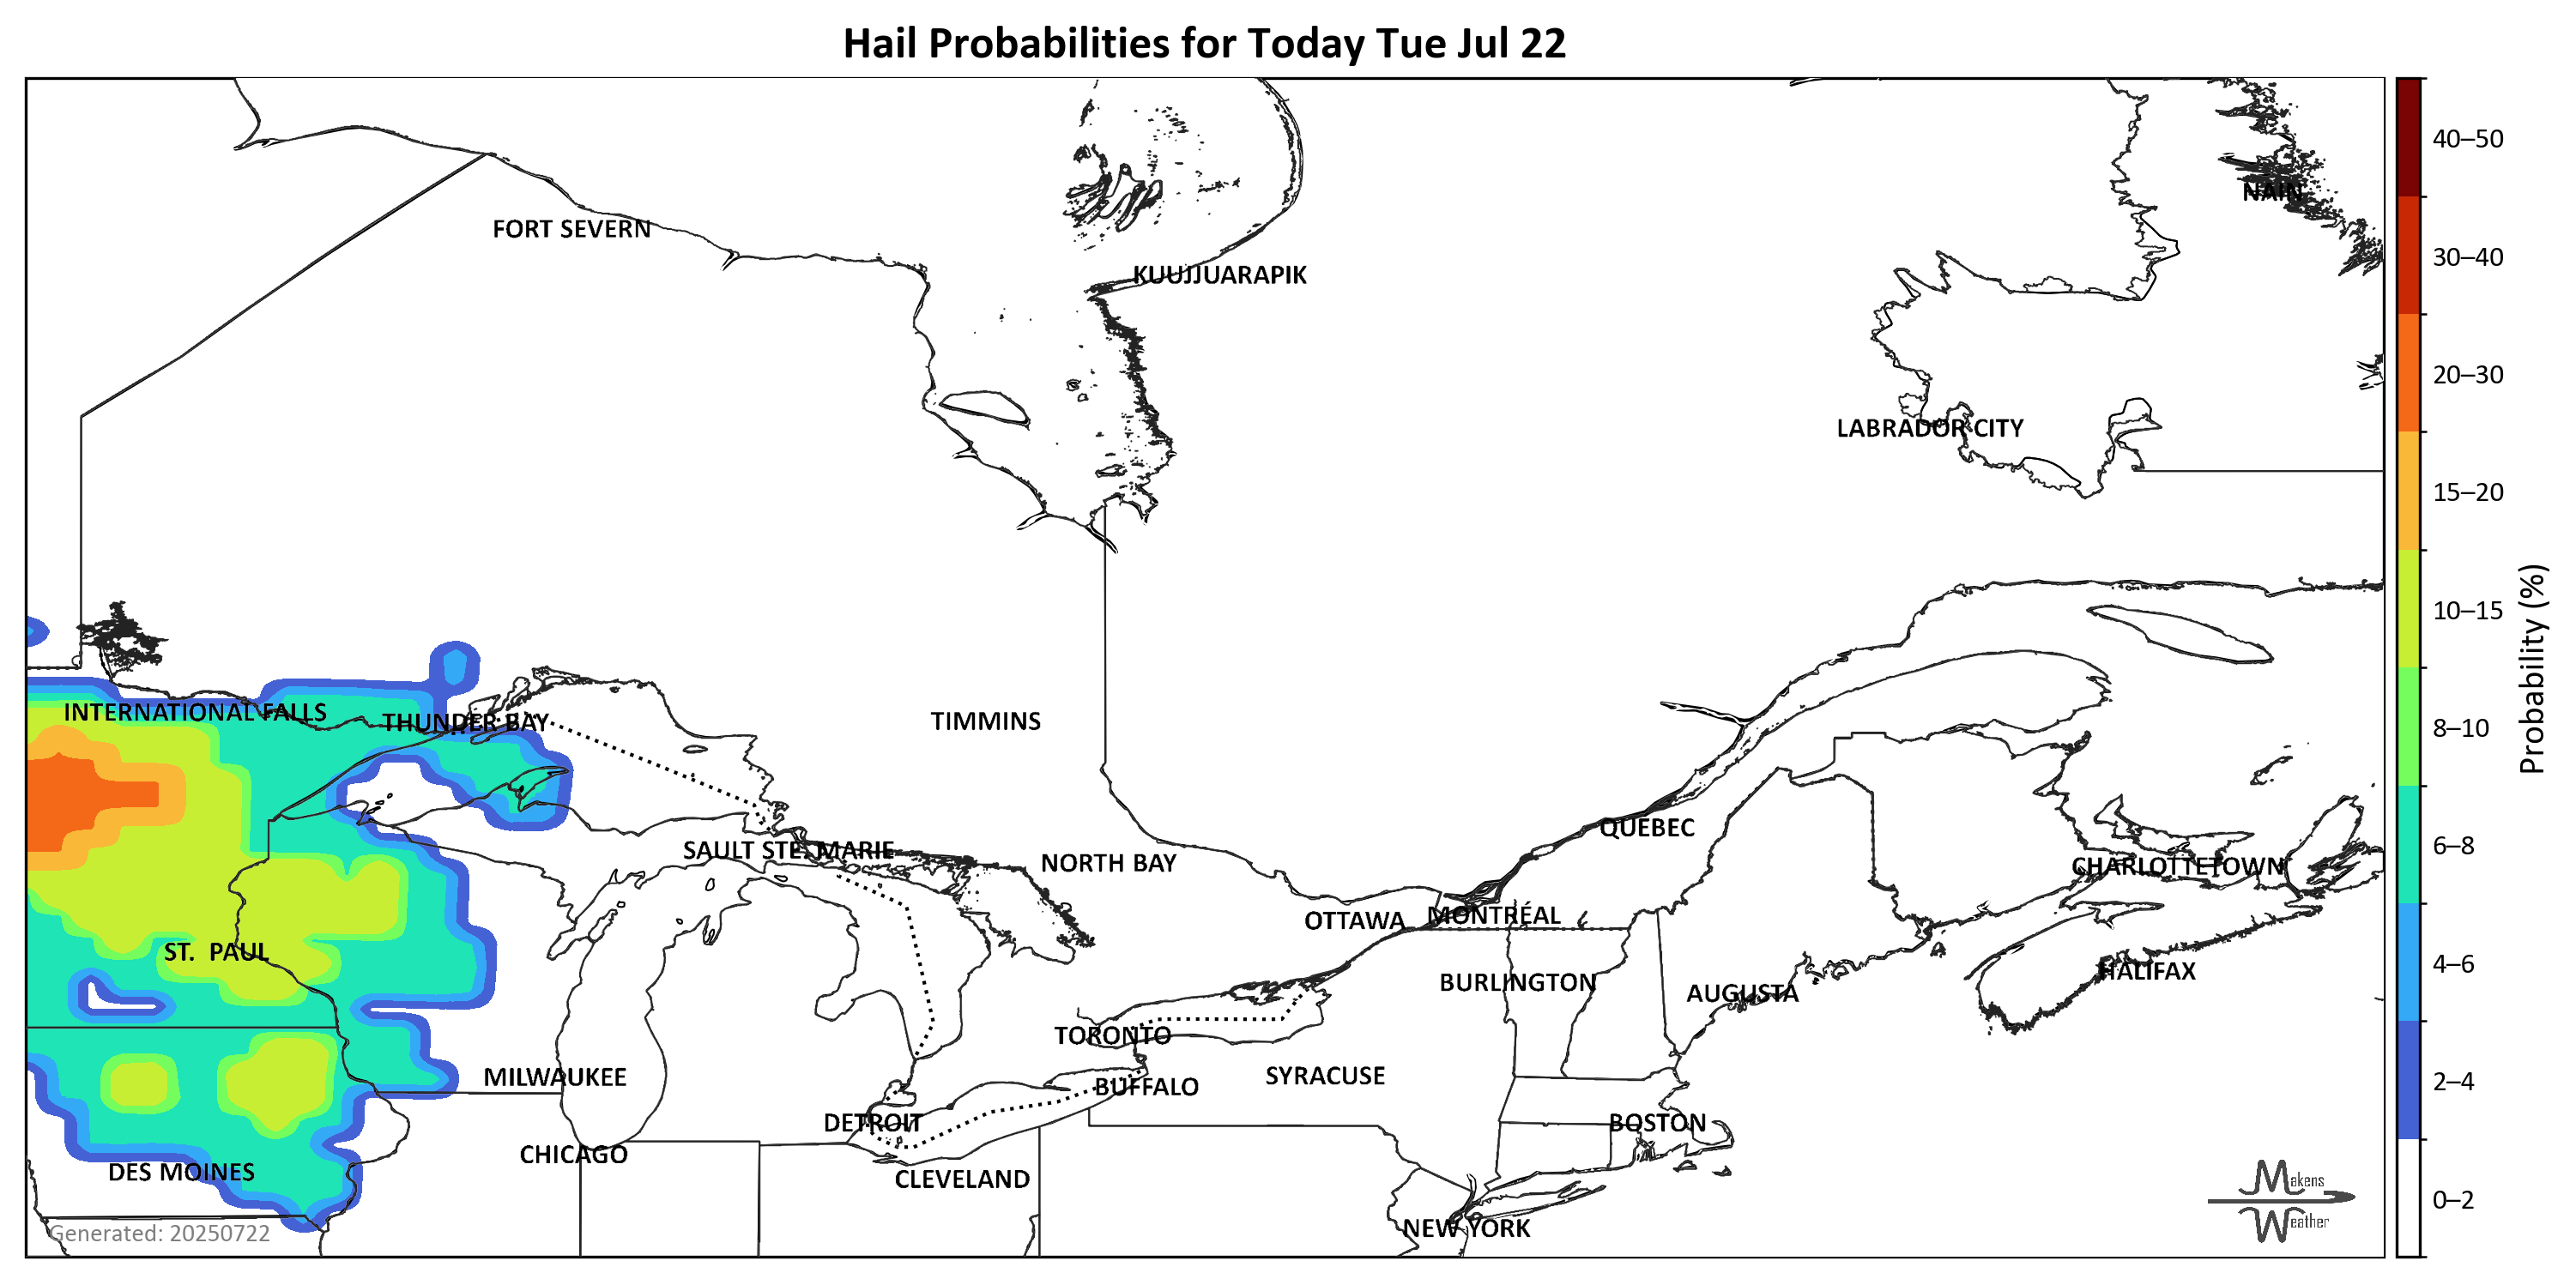 Hail Probabilities for Today Tue Jul 22
40–50
NAIN
FORT SEVERN
30–40
KUUJJUARAPIK
20–30
LABRADOR CITY
15–20
10–15
Probability (%)
INTERNATIONAL FALLS
THUNDER BAY
TIMMINS
8–10
QUÉBEC
6–8
SAULT STE. MARIE
NORTH BAY
CHARLOTTETOWN
OTTAWA
MONTRÉAL
ST. PAUL
4–6
HALIFAX
BURLINGTON
AUGUSTA
TORONTO
MILWAUKEE
BUFFALO
SYRACUSE
2–4
DETROIT
BOSTON
CHICAGO
DES MOINES
CLEVELAND
Makens
Weather
0–2
Generated: 20250722
NEW YORK